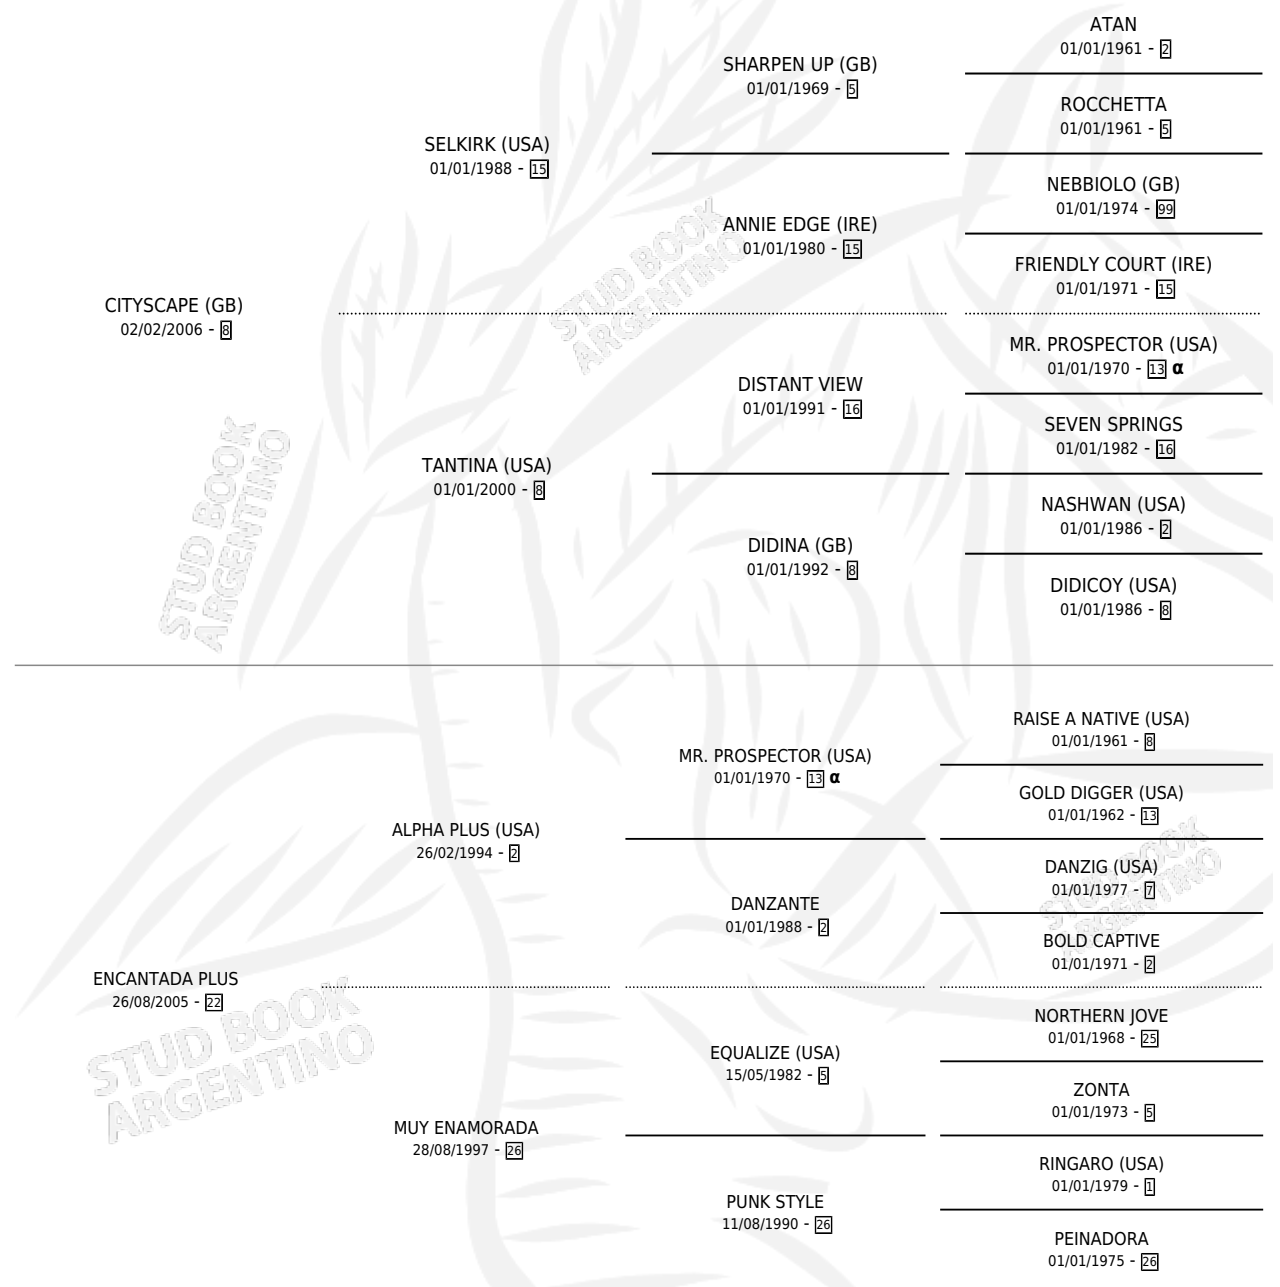 ATAN
01/01/1961 - 2
SHARPEN UP (GB)
01/01/1969 - 5
ROCCHETTA
01/01/1961 - 5
SELKIRK (USA)
01/01/1988 - 15
NEBBIOLO (GB)
01/01/1974 - 99
ANNIE EDGE (IRE)
01/01/1980 - 15
FRIENDLY COURT (IRE)
01/01/1971 - 15
CITYSCAPE (GB)
02/02/2006 - 8
MR. PROSPECTOR (USA)
01/01/1970 - 13 α
DISTANT VIEW
01/01/1991 - 16
SEVEN SPRINGS
01/01/1982 - 16
TANTINA (USA)
01/01/2000 - 8
NASHWAN (USA)
01/01/1986 - 2
DIDINA (GB)
01/01/1992 - 8
DIDICOY (USA)
01/01/1986 - 8
RAISE A NATIVE (USA)
01/01/1961 - 8
MR. PROSPECTOR (USA)
01/01/1970 - 13 α
GOLD DIGGER (USA)
01/01/1962 - 13
ALPHA PLUS (USA)
26/02/1994 - 2
DANZIG (USA)
01/01/1977 - 7
DANZANTE
01/01/1988 - 2
BOLD CAPTIVE
01/01/1971 - 2
ENCANTADA PLUS
26/08/2005 - 22
NORTHERN JOVE
01/01/1968 - 25
EQUALIZE (USA)
15/05/1982 - 5
ZONTA
01/01/1973 - 5
MUY ENAMORADA
28/08/1997 - 26
RINGARO (USA)
01/01/1979 - 1
PUNK STYLE
11/08/1990 - 26
PEINADORA
01/01/1975 - 26
STUD BOOK
ARGENTINO
STUD BOOK
ARGENTINO
STUD BOOK
ARGENTINO
STUD BOOK
ARGENTINO